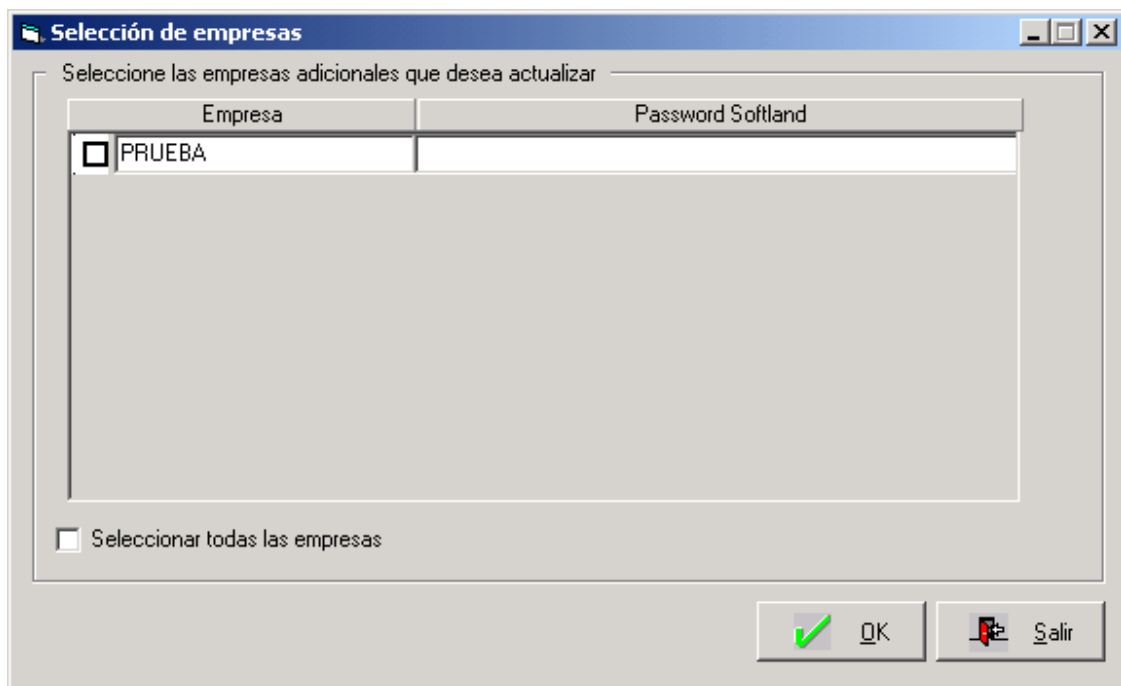 Selección de empresas
Seleccione las empresas adicionales que desea actualizar
Empresa Password Softland
PRUEBA
Seleccionar todas las empresas
OK Salir